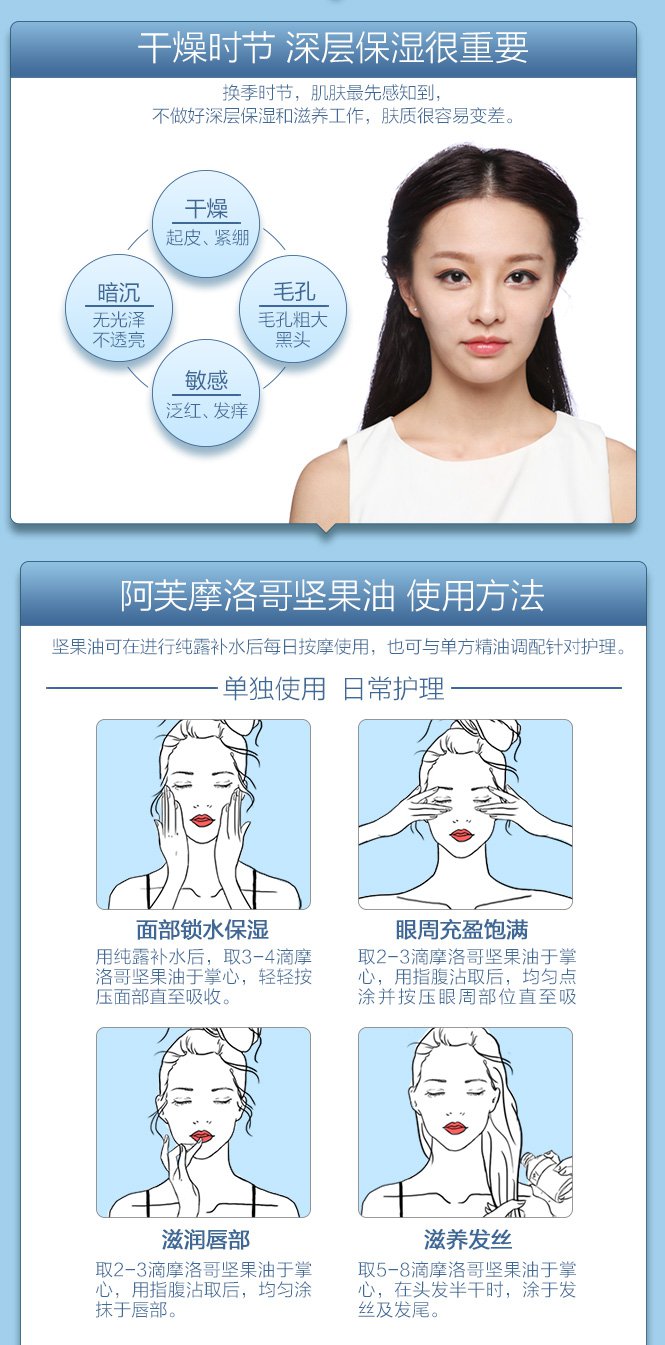 干燥时节 深层保湿很重要
换季时节，肌肤最先感知到，
不做好深层保湿和滋养工作，肤质很容易变差。
干燥
起皮、紧绷
暗沉
无光泽
不透亮
毛孔
毛孔粗大
黑头
敏感
泛红、发痒
阿芙摩洛哥坚果油 使用方法
坚果油可在进行纯露补水后每日按摩使用，也可与单方精油调配针对护理。
单独使用 日常护理
面部锁水保湿
用纯露补水后，取3-4滴摩
洛哥坚果油于掌心，轻轻按
压面部直至吸收。
眼周充盈饱满
取2-3滴摩洛哥坚果油于掌
心，用指腹沾取后，均匀点
涂并按压眼周部位直至吸
滋润唇部
取2-3滴摩洛哥坚果油于掌
心，用指腹沾取后，均匀涂
抹于唇部。
滋养发丝
取5-8滴摩洛哥坚果油于掌
心，在头发半干时，涂于发
丝及发尾。